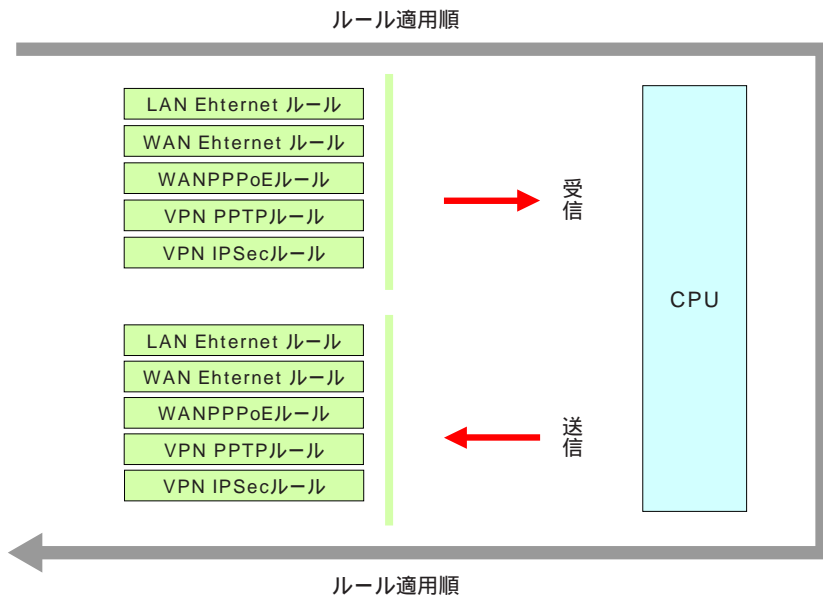 ルール適用順
LAN Ehternet ルール
WAN Ehternet ルール
WANPPPoEルール
VPN PPTPルール
VPN IPSecルール
受信
CPU
LAN Ehternet ルール
WAN Ehternet ルール
WANPPPoEルール
VPN PPTPルール
VPN IPSecルール
送信
ルール適用順